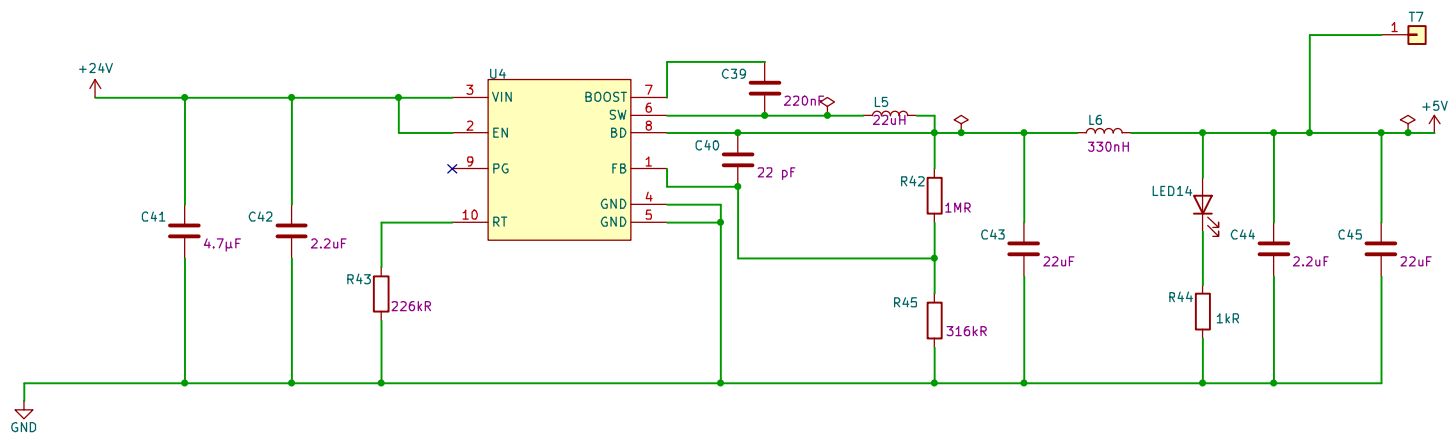 T7
1
+24V
U4
C39
220nF
L5
22uH
+5V
L6
330nH
3
VIN
BOOST
7
SW
6
2
EN
BD
8
C40
22 pF
9
PG
FB
1
R42
1MR
LED14
GND
4
10
RT
GND
5
C41
4.7µF
C42
2.2uF
C43
22uF
C44
2.2uF
C45
22uF
R43
226kR
R45
316kR
R44
1kR
GND